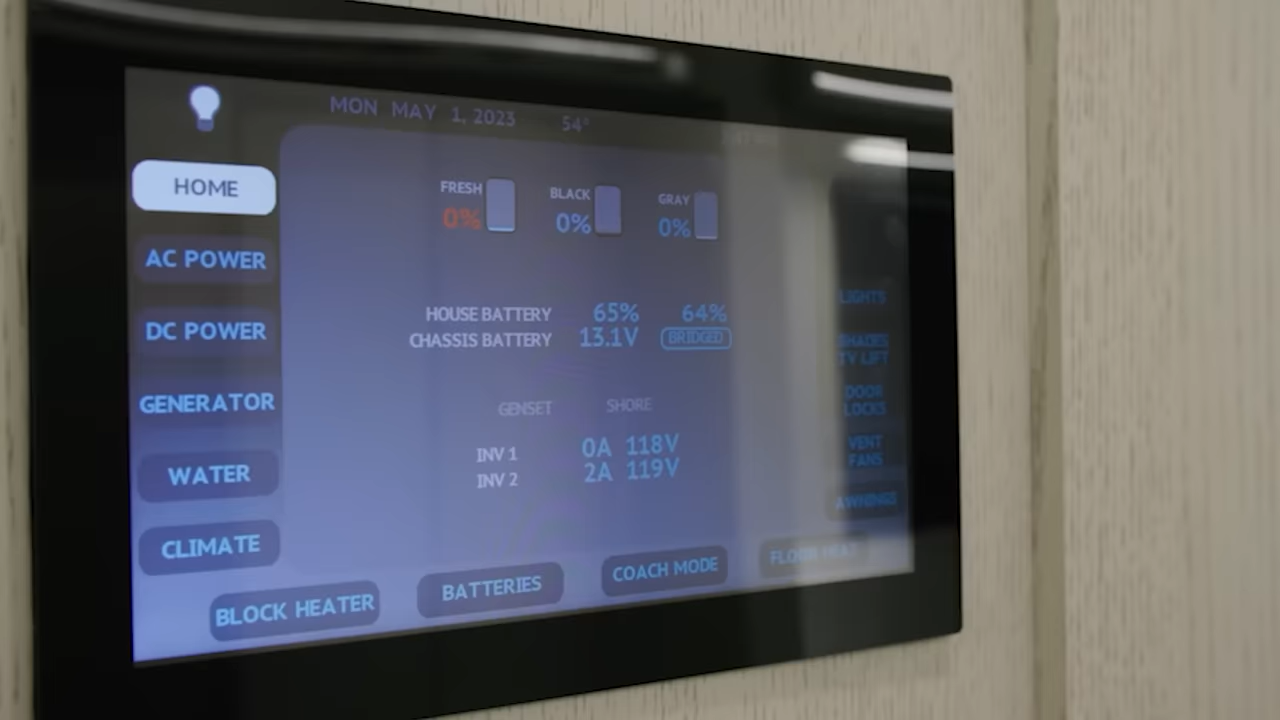 MON MAY 1, 2023 54°
HOME
AC POWER
DC POWER
GENERATOR
WATER
CLIMATE
FRESH BLACK GRAY
0% 0% 0%
HOUSE BATTERY 65% 64%
CHASSIS BATTERY 13.1V BRIDGED
GENSET SHORE
INV 1 0A 118V
INV 2 2A 119V
LIGHTS
SHADES
TV LIFT
DOOR
LOCKS
VENT
FANS
AWNINGS
BLOCK HEATER
BATTERIES
COACH MODE
FLOOR HEAT